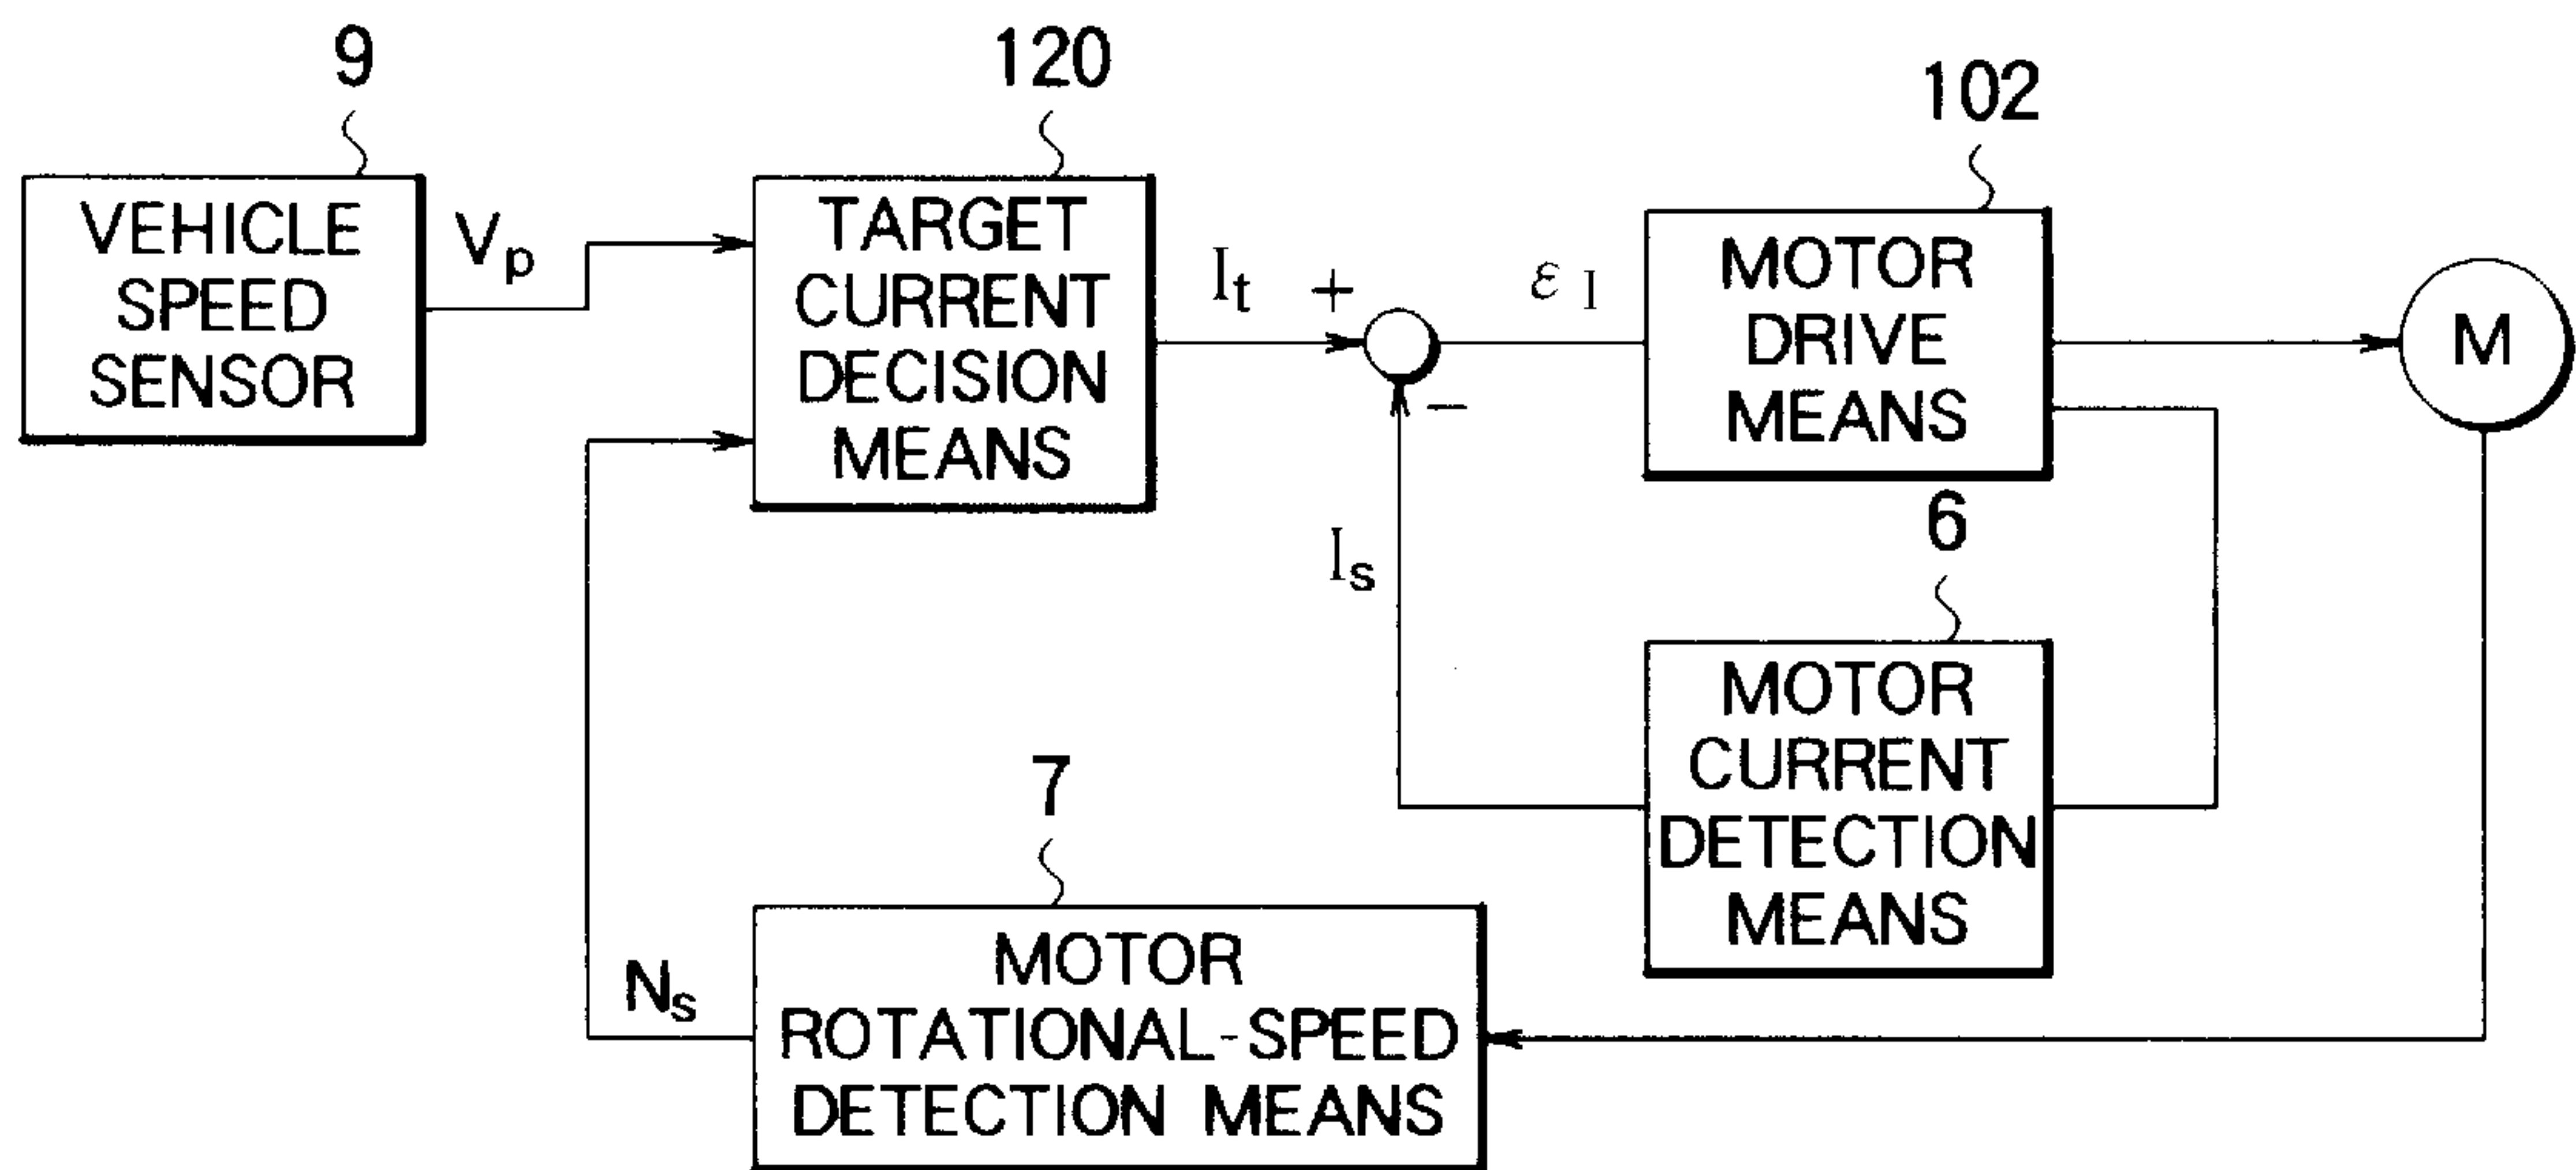 9
VEHICLE
SPEED
SENSOR
Vp
120
TARGET
CURRENT
DECISION
MEANS
It
+
-
εI
102
MOTOR
DRIVE
MEANS
M
Is
6
MOTOR
CURRENT
DETECTION
MEANS
7
MOTOR
ROTATIONAL-SPEED
DETECTION MEANS
Ns